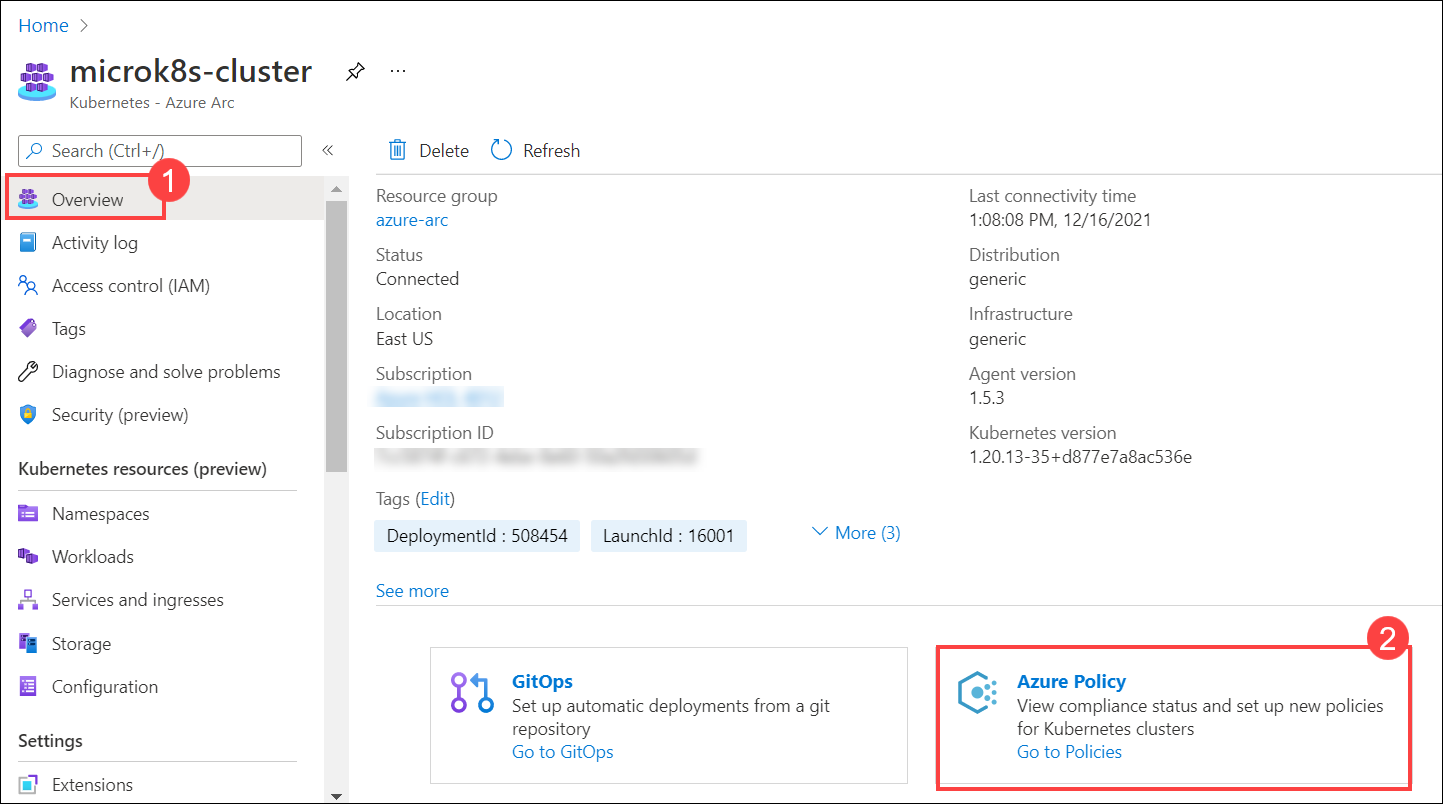 Home
microk8s-cluster
Kubernetes - Azure Arc
Search (Ctrl+/)
1
Overview
Activity log
Access control (IAM)
Tags
Diagnose and solve problems
Security (preview)
Kubernetes resources (preview)
Namespaces
Workloads
Services and ingresses
Storage
Configuration
Settings
Extensions
Delete
Refresh
Resource group
azure-arc
Status
Connected
Location
East US
Subscription
Subscription ID
Last connectivity time
1:08:08 PM, 12/16/2021
Distribution
generic
Infrastructure
generic
Agent version
1.5.3
Kubernetes version
1.20.13-35+d877e7a8ac536e
Tags (Edit)
DeploymentId : 508454
LaunchId : 16001
More (3)
See more
GitOps
Set up automatic deployments from a git
repository
Go to GitOps
2
Azure Policy
View compliance status and set up new policies
for Kubernetes clusters
Go to Policies